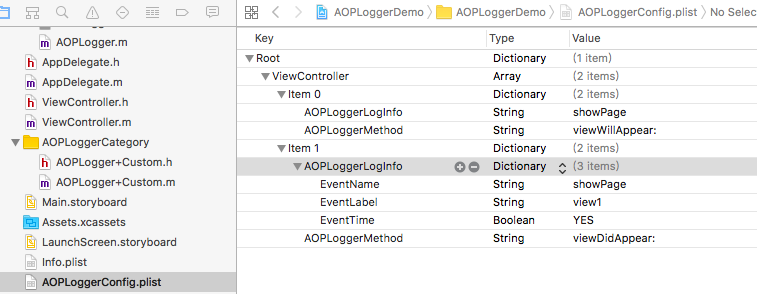 AOPLoggerDemo AOPLoggerDemo AOPLoggerConfig.plist No Selec
AOPLogger.m
AppDelegate.h
AppDelegate.m
ViewController.h
ViewController.m
AOPLoggerCategory
AOPLogger+Custom.h
AOPLogger+Custom.m
Main.storyboard
Assets.xcassets
LaunchScreen.storyboard
Info.plist
AOPLoggerConfig.plist
Key Type Value
Root Dictionary (1 item)
ViewController Array (2 items)
Item 0 Dictionary (2 items)
AOPLoggerLogInfo String showPage
AOPLoggerMethod String viewWillAppear:
Item 1 Dictionary (2 items)
AOPLoggerLogInfo Dictionary (3 items)
EventName String showPage
EventLabel String view1
EventTime Boolean YES
AOPLoggerMethod String viewDidAppear: